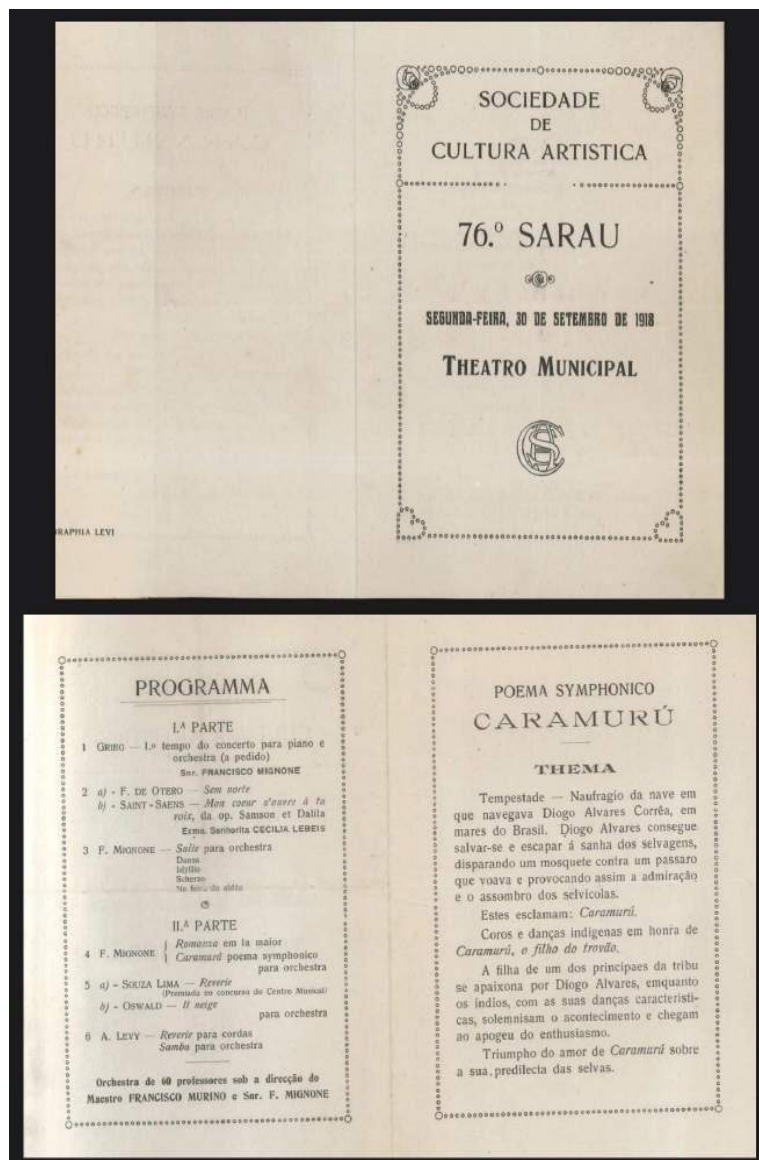 SOCIEDADE
DE
CULTURA ARTISTICA
76.º SARAU
SEGUNDA-FEIRA, 30 DE SETEMBRO DE 1918
THEATRO MUNICIPAL
RAPHIA LEVI
PROGRAMMA
I.ª PARTE
1 GRIEG — 1.º tempo do concerto para piano e
orchestra (a pedido)
Snr. FRANCISCO MIGNONE
2 a) - F. DE OTERO — Sem norte
b) - SAINT-SAENS — Mon coeur s'ouvre á ta
voix, da op. Samson et Dalila
Exma. Senhorita CECILIA LEBEIS
3 F. MIGNONE — Suite para orchestra
Dansa
Idyllio
Scherzo
Na feira da aldêa
II.ª PARTE
4 F. MIGNONE { Romanza em la maior
Caramurú poema symphonico
para orchestra
5 a) - SOUZA LIMA — Reverie
(Premiada no concurso do Centro Musical)
b) - OSWALD — Il neige
para orchestra
6 A. LEVY — Reverie para cordas
Samba para orchestra
Orchestra de 60 professores sob a direcção do
Maestro FRANCISCO MURINO e Snr. F. MIGNONE
POEMA SYMPHONICO
CARAMURÚ
THEMA
Tempestade — Naufragio da nave em
que navegava Diogo Alvares Corrêa, em
mares do Brasil. Diogo Alvares consegue
salvar-se e escapar á sanha dos selvagens,
disparando um mosquete contra um passaro
que voava e provocando assim a admiração
e o assombro dos selvicolas.
Estes esclamam: Caramurú.
Coros e danças indigenas em honra de
Caramurú, o filho do trovão.
A filha de um dos principaes da tribu
se apaixona por Diogo Alvares, emquanto
os indios, com as suas danças caracteristi-
cas, solemnisam o acontecimento e chegam
ao apogeu do enthusiasmo.
Triumpho do amor de Caramurú sobre
a sua predilecta das selvas.